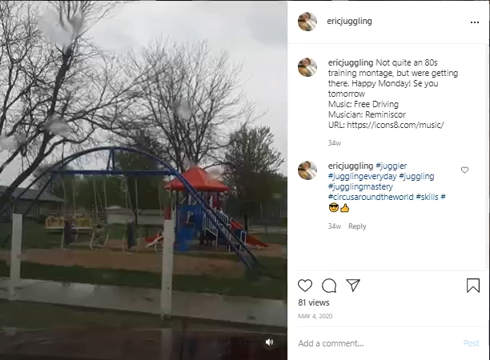 ericjuggling
ericjuggling Not quite an 80s
training montage, but were getting
there. Happy Monday! Se you
tomorrow
Music: Free Driving
Musician: Reminiscor
URL: https://icons8.com/music/
34w
ericjuggling #juggler
#jugglingeveryday #juggling
#jugglingmastery
#circusaroundtheworld #skills #
😎👍
34w Reply
81 views
MAY 4, 2020
Add a comment... Post